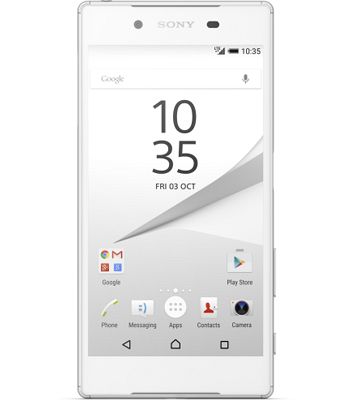 SONY
LTE 10:35
Google
10
35
FRI 03 OCT
Google Play Store
Phone Messaging Apps Contacts Camera